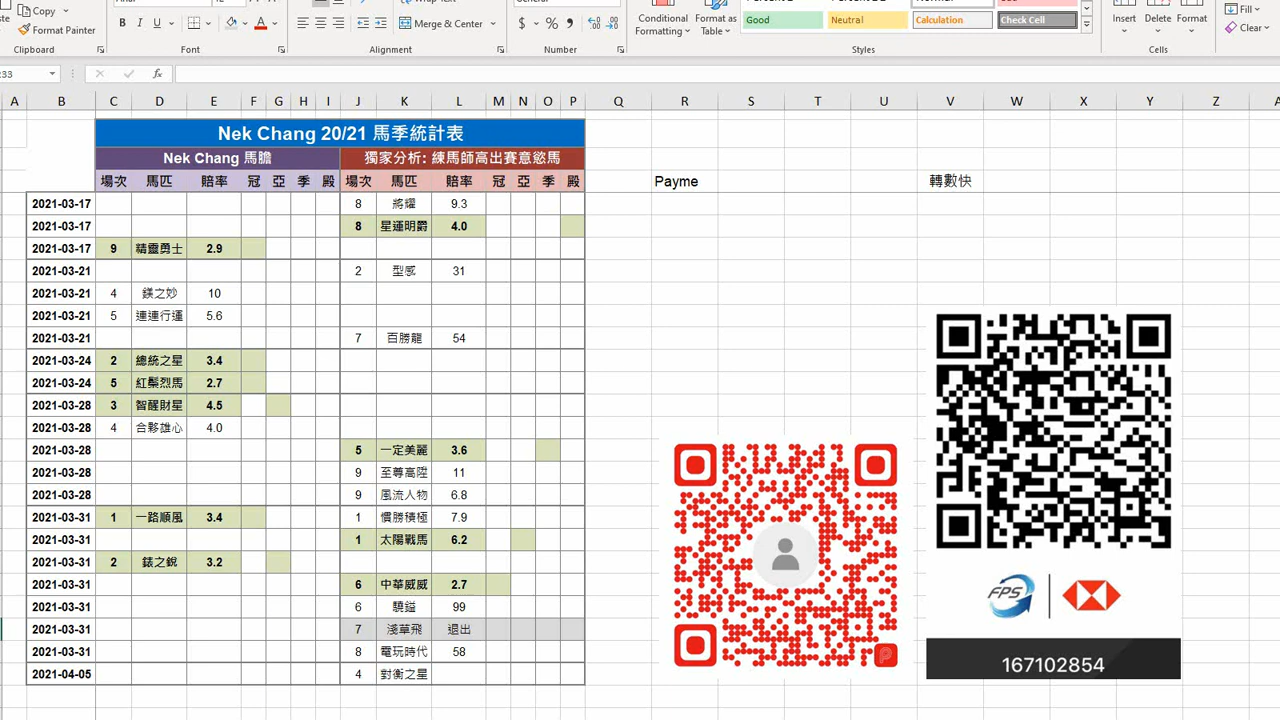 Copy
Format Painter
Merge & Center
$ % 9
Conditional Formatting
Format as Table
Good
Neutral
Calculation
Check Cell
Insert Delete Format
Fill
Clear
Clipboard Font Alignment Number Styles Cells
fx
A B C D E F G H I J K L M N O P Q R S T U V W X Y Z
Nek Chang 20/21 馬季統計表
Nek Chang 馬膽 獨家分析: 練馬師高出賽意慾馬
場次 馬匹 賠率 冠 亞 季 殿 場次 馬匹 賠率 冠 亞 季 殿 Payme 轉數快
2021-03-17 8 將耀 9.3
2021-03-17 8 星運明爵 4.0
2021-03-17 9 精靈勇士 2.9
2021-03-21 2 型感 31
2021-03-21 4 鎂之妙 10
2021-03-21 5 連連行運 5.6
2021-03-21 7 百勝龍 54
2021-03-24 2 總統之星 3.4
2021-03-24 5 紅鬃烈馬 2.7
2021-03-28 3 智醒財星 4.5
2021-03-28 4 合夥雄心 4.0
2021-03-28 5 一定美麗 3.6
2021-03-28 9 至尊高陞 11
2021-03-28 9 風流人物 6.8
2021-03-31 1 一路順風 3.4 1 慣勝積極 7.9
2021-03-31 1 太陽戰馬 6.2
2021-03-31 2 錶之銳 3.2
2021-03-31 6 中華威威 2.7
2021-03-31 6 驍鎰 99
2021-03-31 7 淺草飛 退出
2021-03-31 8 電玩時代 58
2021-04-05 4 對衡之星
FPS
167102854